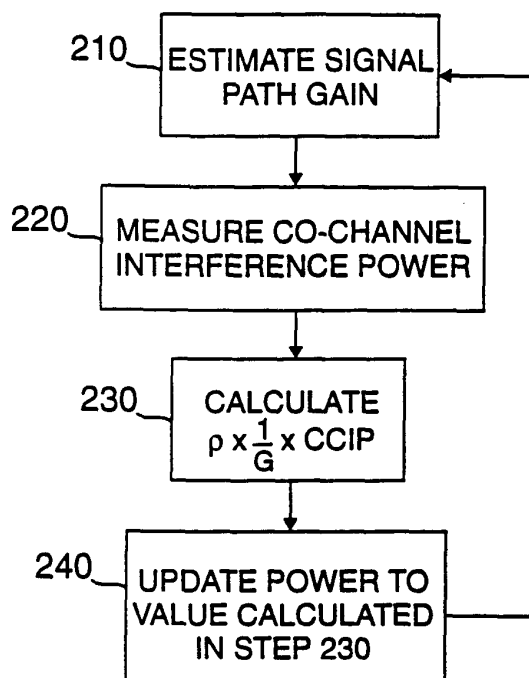 210
ESTIMATE SIGNAL
PATH GAIN
220
MEASURE CO-CHANNEL
INTERFERENCE POWER
230
CALCULATE
ρ x 1/G x CCIP
240
UPDATE POWER TO
VALUE CALCULATED
IN STEP 230